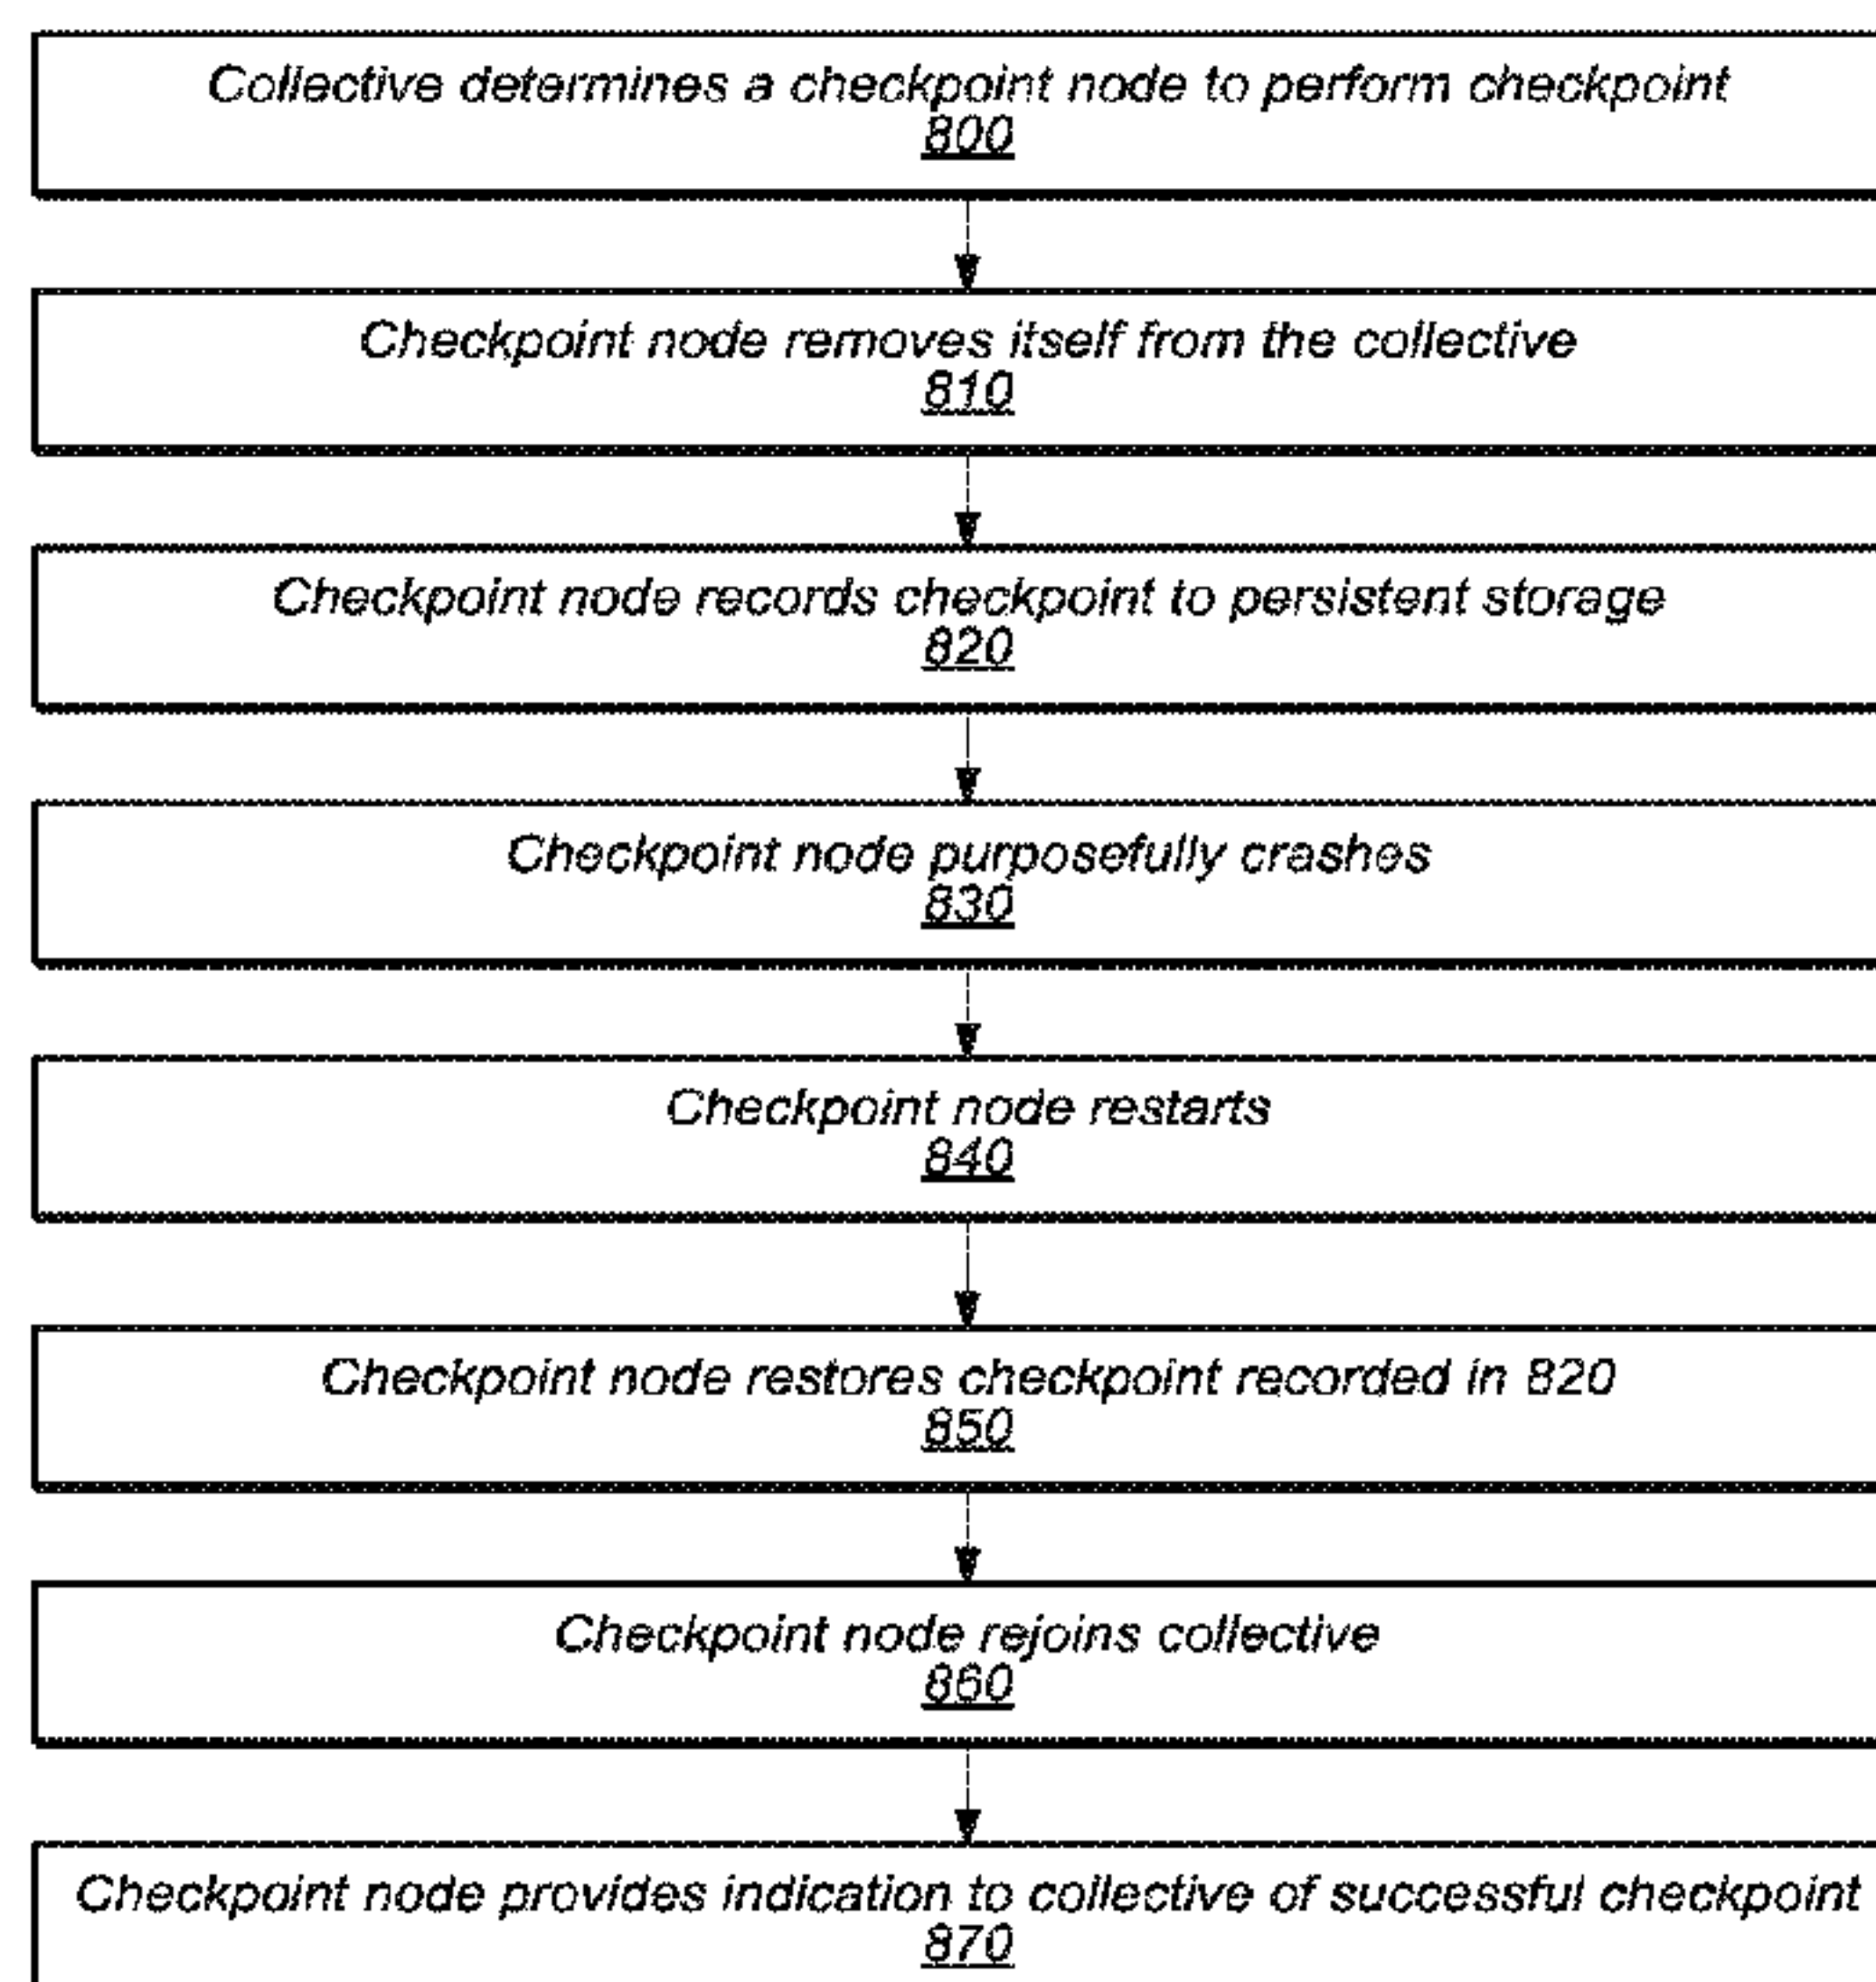 Collective determines a checkpoint node to perform checkpoint
800
Checkpoint node removes itself from the collective
810
Checkpoint node records checkpoint to persistent storage
820
Checkpoint node purposefully crashes
830
Checkpoint node restarts
840
Checkpoint node restores checkpoint recorded in 820
850
Checkpoint node rejoins collective
860
Checkpoint node provides indication to collective of successful checkpoint
870